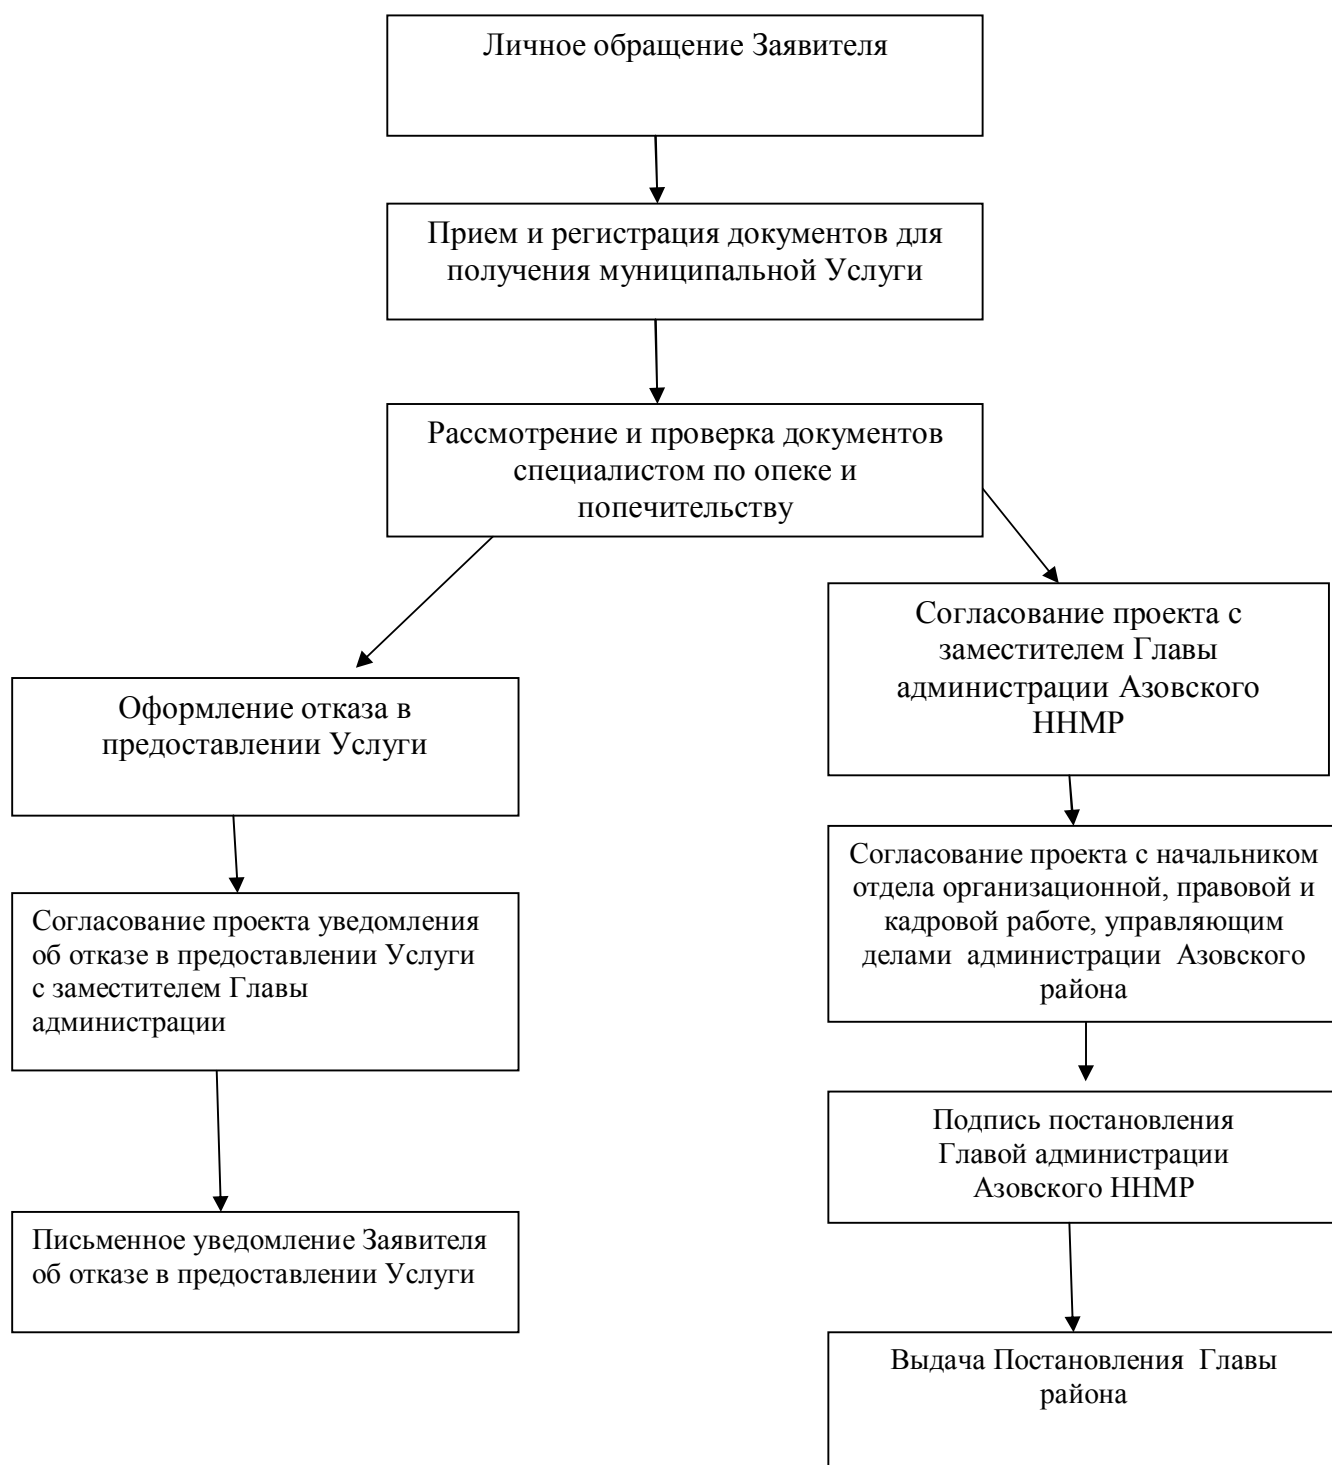 Личное обращение Заявителя
Прием и регистрация документов для
получения муниципальной Услуги
Рассмотрение и проверка документов
специалистом по опеке и
попечительству
Оформление отказа в
предоставлении Услуги
Согласование проекта уведомления
об отказе в предоставлении Услуги
с заместителем Главы
администрации
Письменное уведомление Заявителя
об отказе в предоставлении Услуги
Согласование проекта с
заместителем Главы
администрации Азовского
ННМР
Согласование проекта с начальником
отдела организационной, правовой и
кадровой работе, управляющим
делами администрации Азовского
района
Подпись постановления
Главой администрации
Азовского ННМР
Выдача Постановления Главы
района